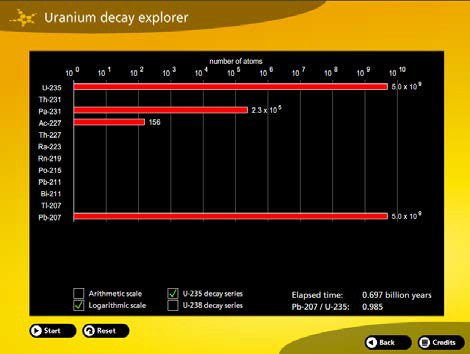 Uranium decay explorer
number of atoms
10^0 10^1 10^2 10^3 10^4 10^5 10^6 10^7 10^8 10^9 10^10
U-235 5.0 x 10^9
Th-231
Pa-231 2.3 x 10^5
Ac-227 156
Th-227
Ra-223
Rn-219
Po-215
Pb-211
Bi-211
Tl-207
Pb-207 5.0 x 10^9
Arithmetic scale U-235 decay series Elapsed time: 0.697 billion years
Logarithmic scale U-238 decay series Pb-207 / U-235: 0.985
Start Reset
Back Credits